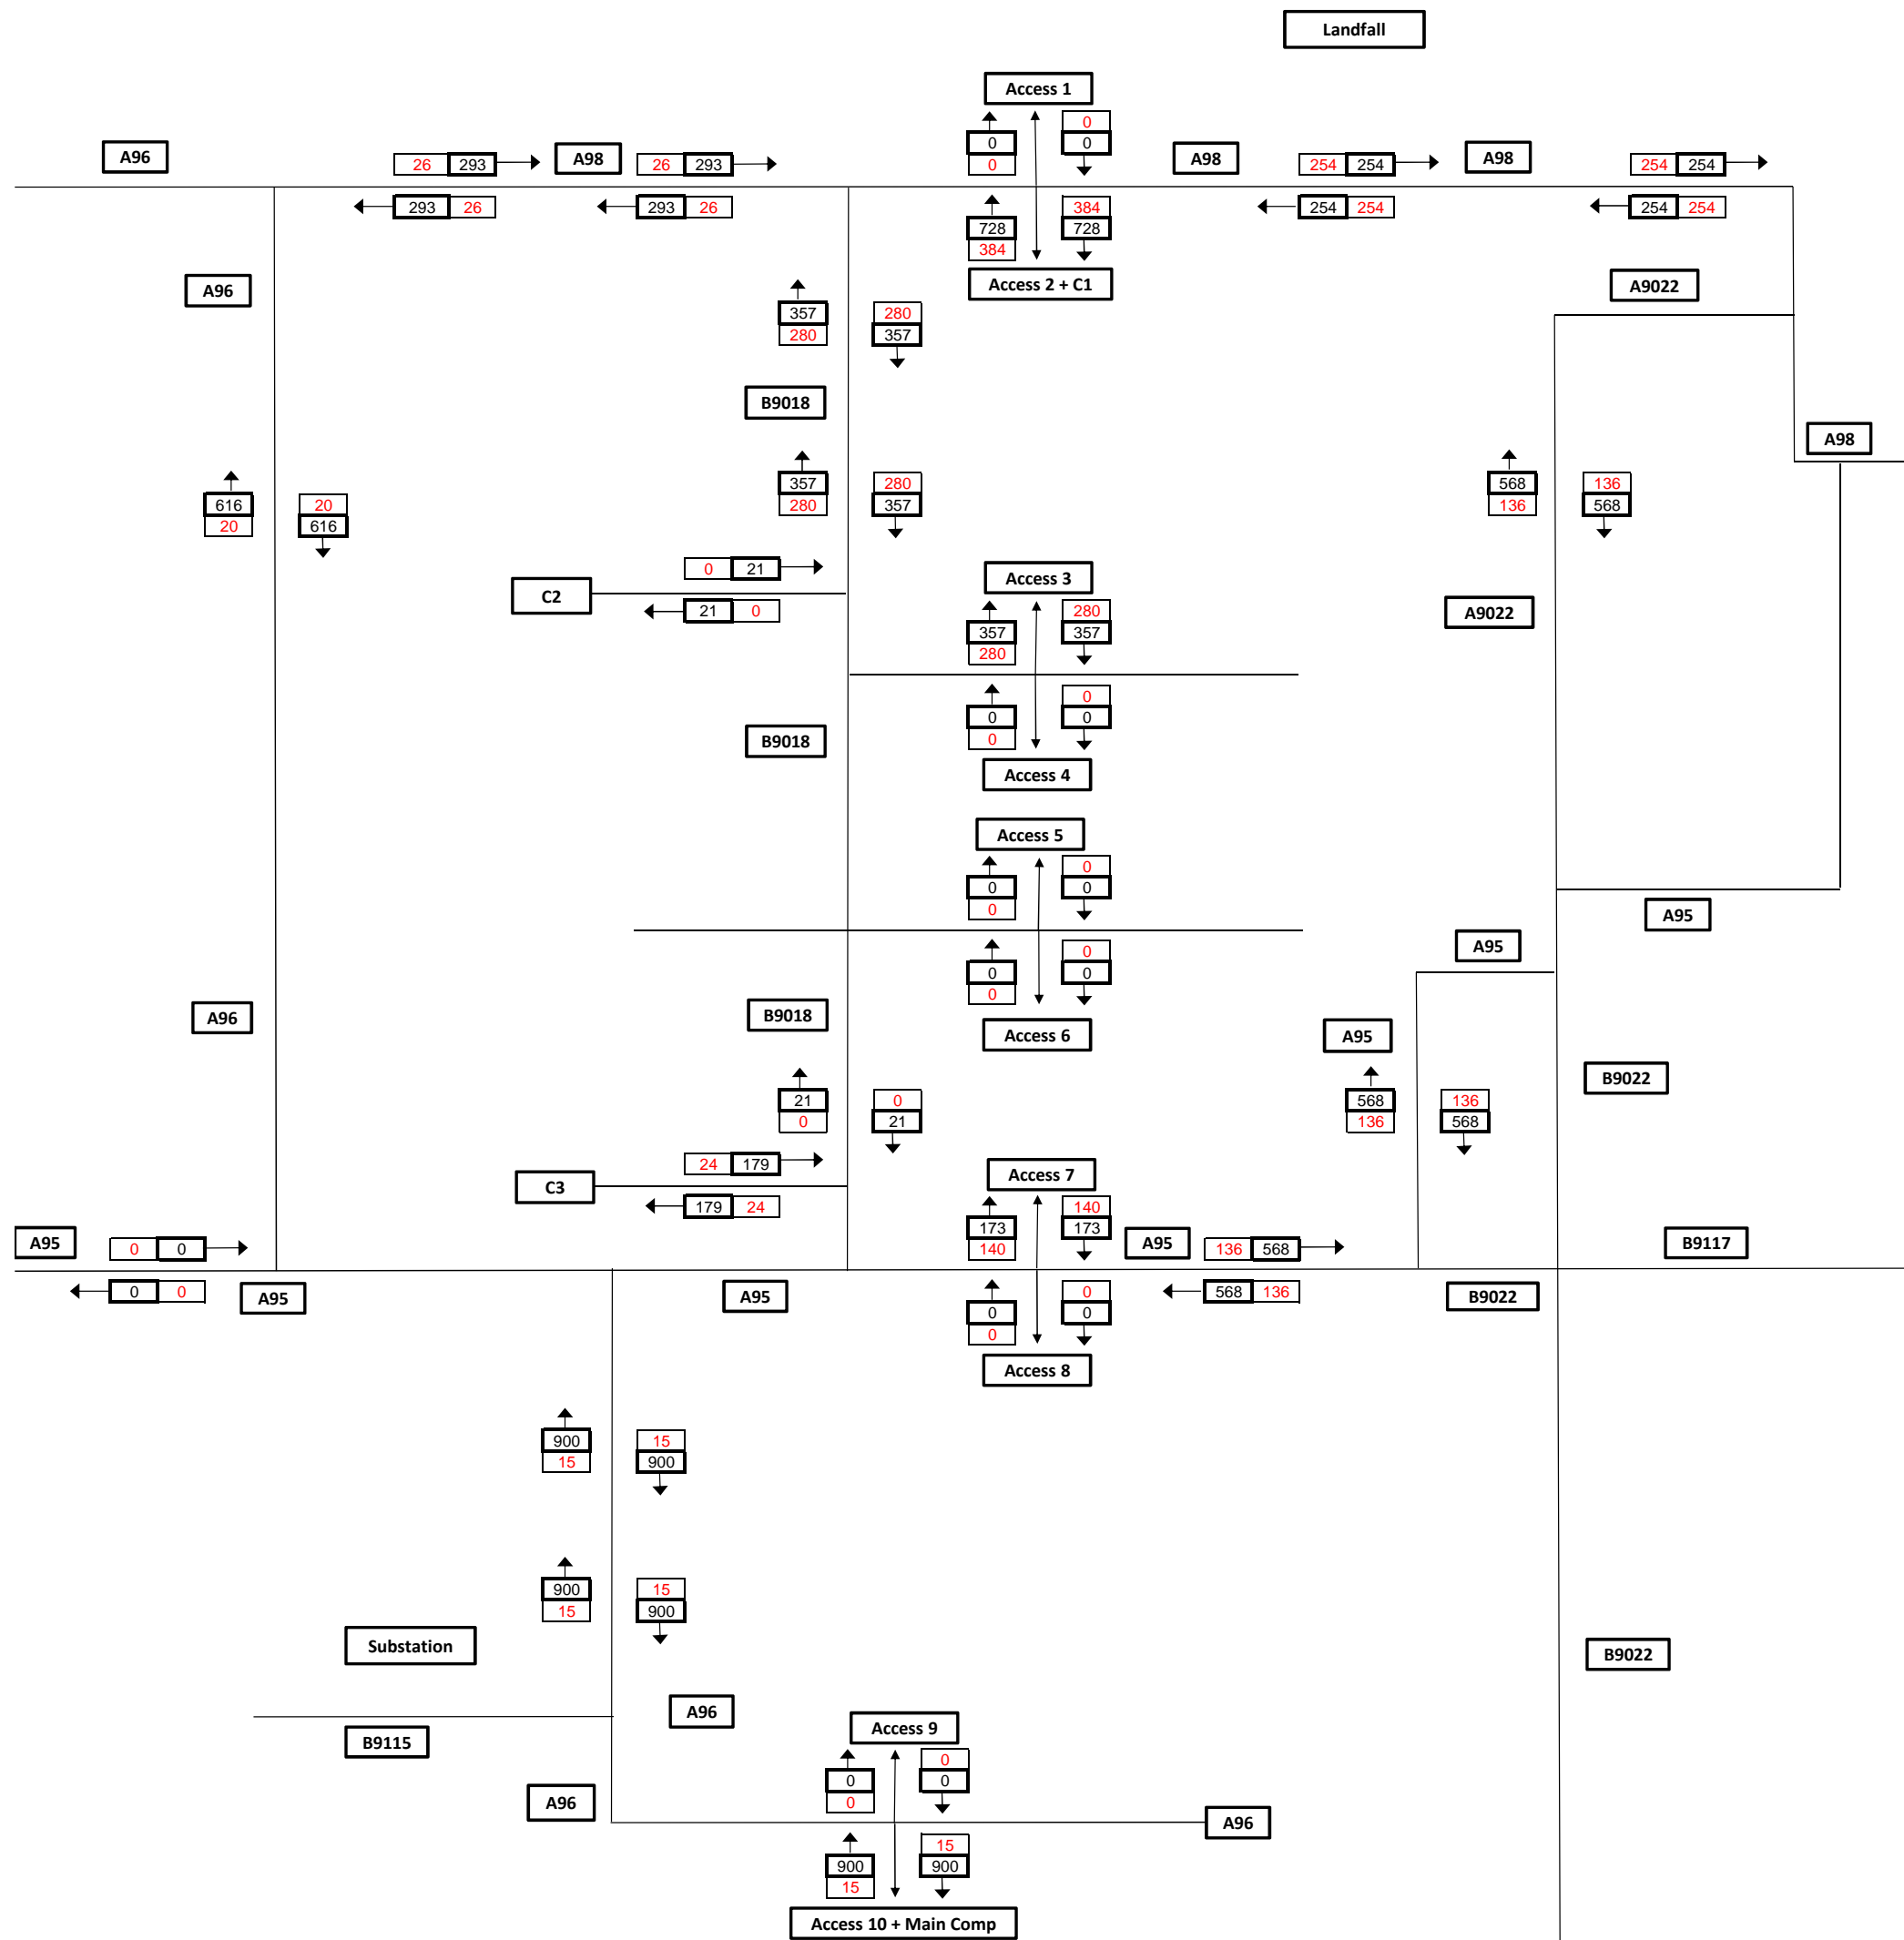 Landfall
Access 1
0
0
0
0
A96
26 293
A98
26 293
A98
254 254
A98
254 254
293 26
293 26
728
384
384
728
254 254
254 254
A96
Access 2 + C1
A9022
357
280
280
357
B9018
A98
616
20
20
616
357
280
280
357
568
136
136
568
0 21
C2
21 0
Access 3
357
280
280
357
A9022
0
0
0
0
B9018
Access 4
Access 5
0
0
0
0
A95
A95
0
0
0
0
A96
B9018
Access 6
A95
B9022
21
0
0
21
568
136
136
568
24 179
C3
179 24
Access 7
173
140
140
173
A95
0 0
A95
136 568
B9117
0 0
A95
A95
0
0
0
0
568 136
B9022
Access 8
900
15
15
900
900
15
15
900
Substation
B9022
A96
B9115
Access 9
0
0
0
0
A96
A96
900
15
15
900
Access 10 + Main Comp